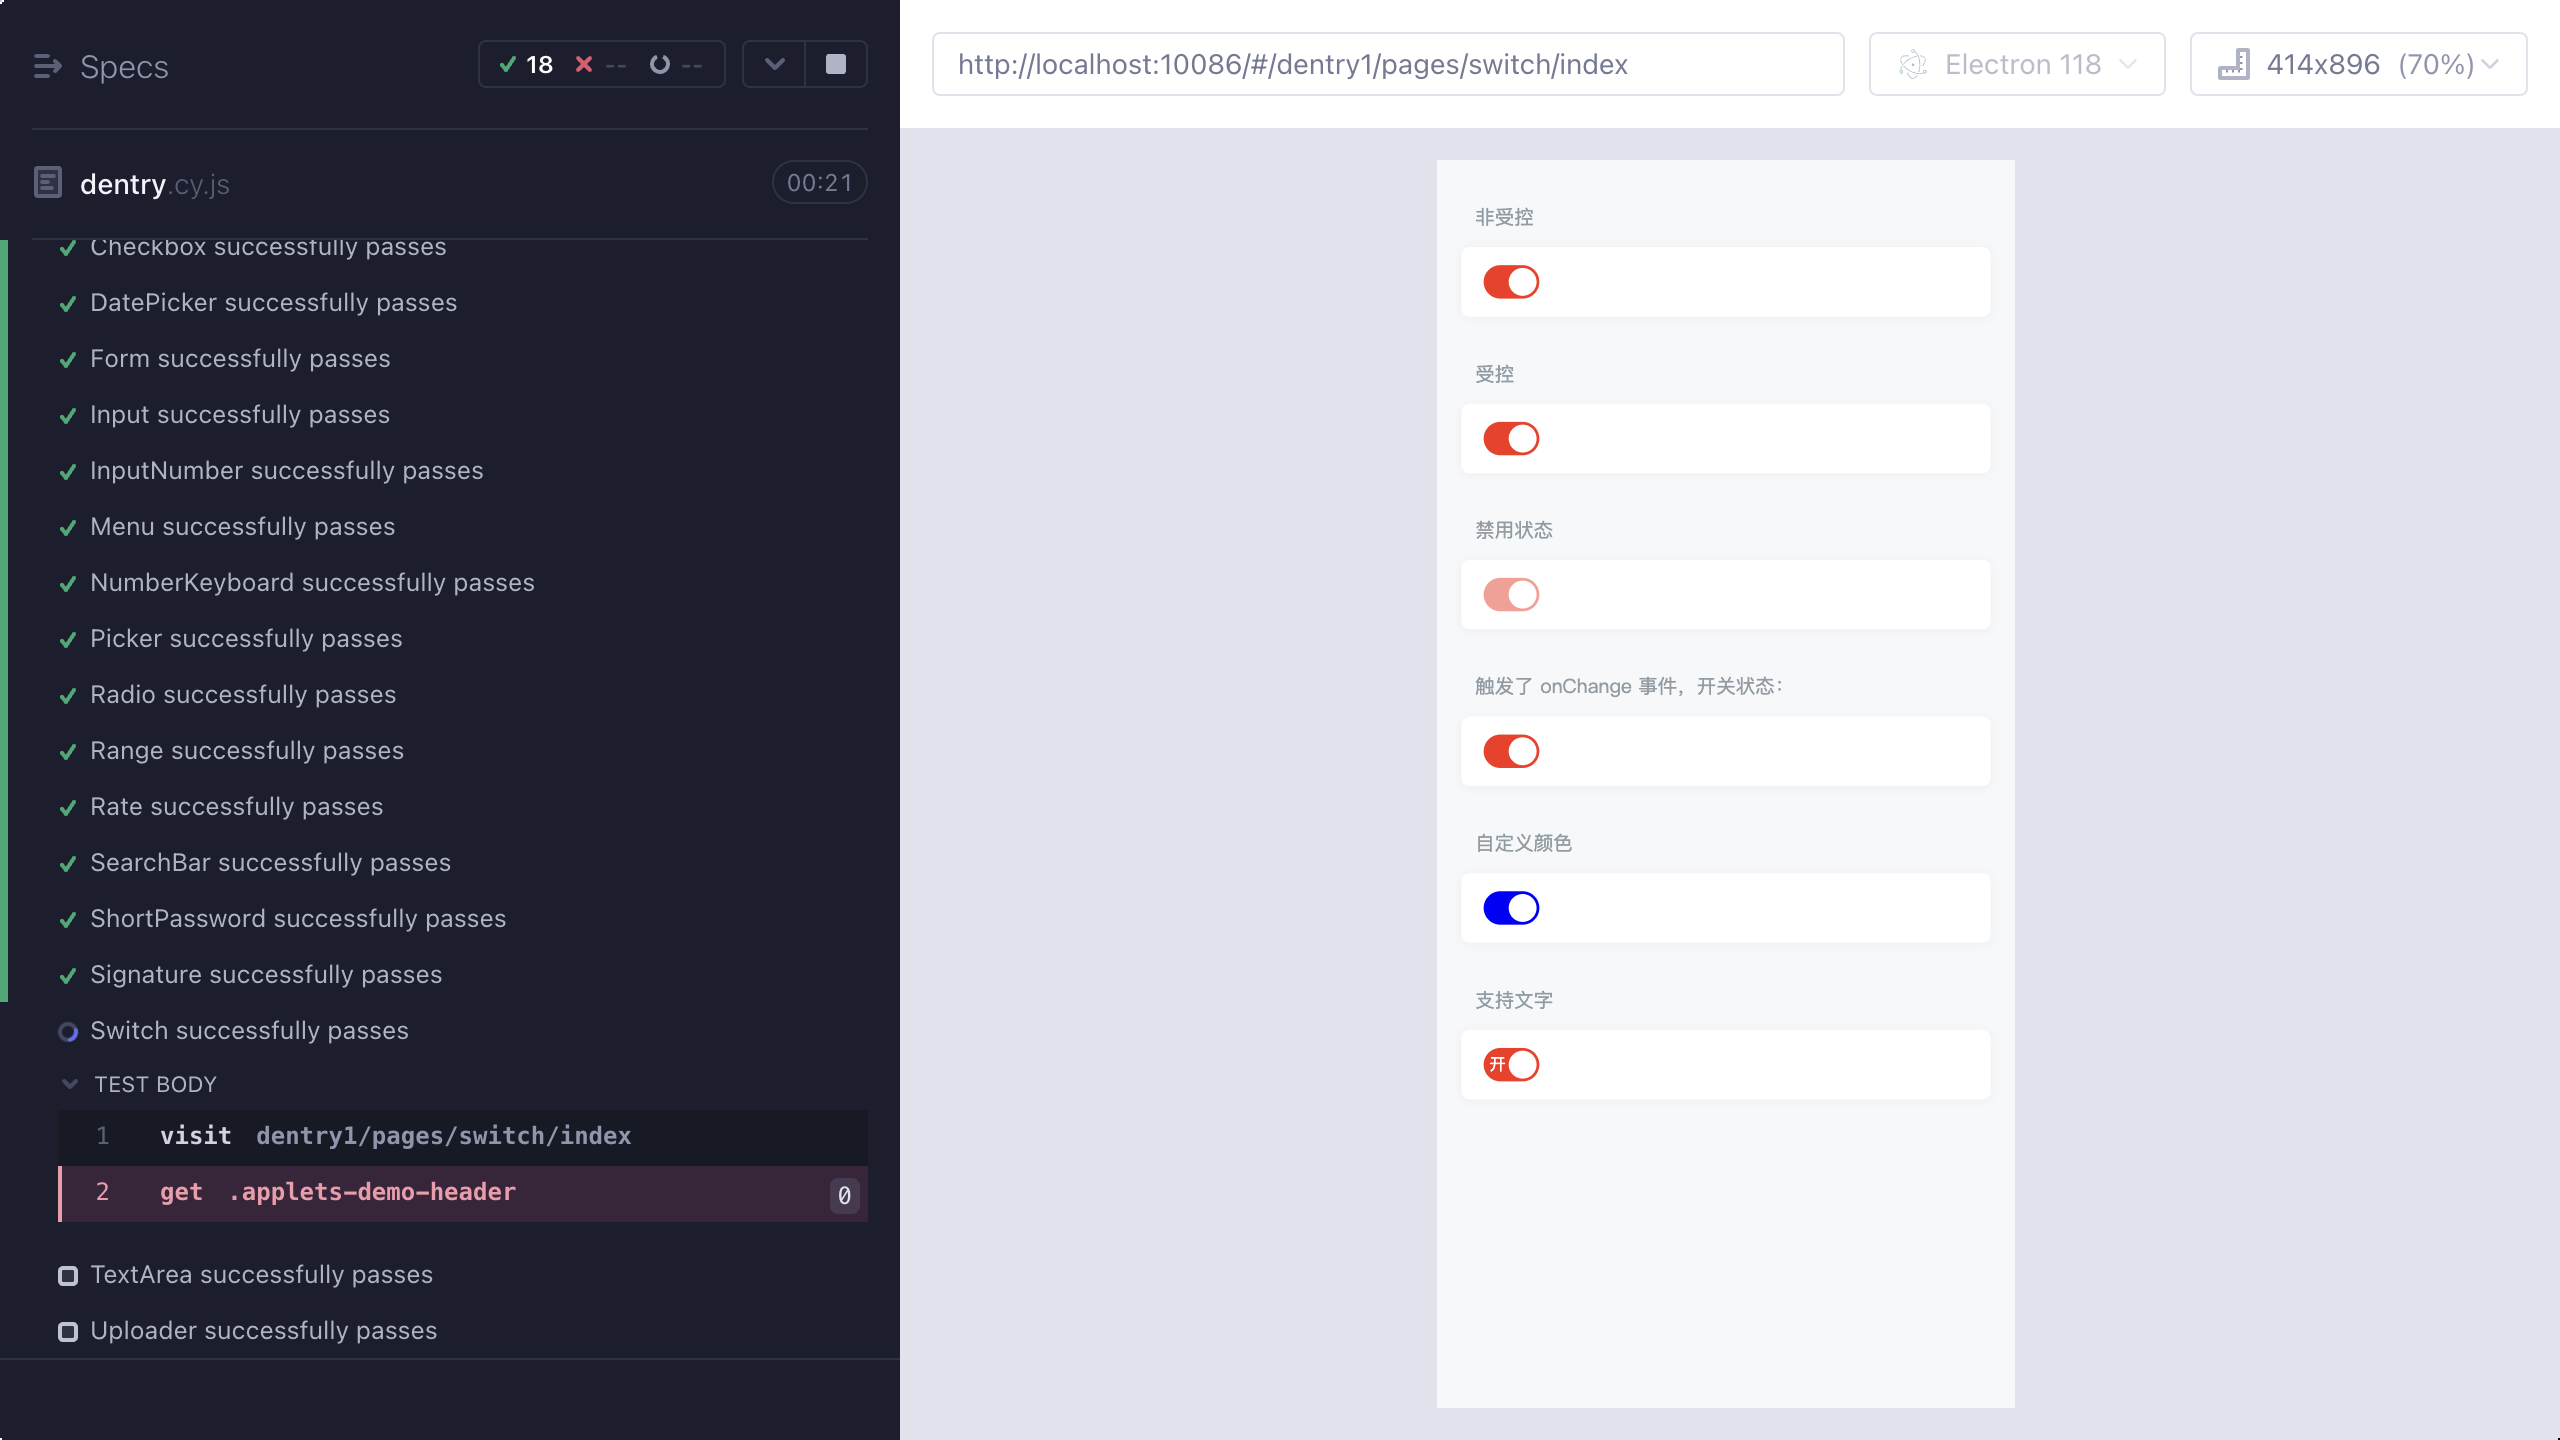 Specs
18 -- --
dentry.cy.js
00:21
Checkbox successfully passes
DatePicker successfully passes
Form successfully passes
Input successfully passes
InputNumber successfully passes
Menu successfully passes
NumberKeyboard successfully passes
Picker successfully passes
Radio successfully passes
Range successfully passes
Rate successfully passes
SearchBar successfully passes
ShortPassword successfully passes
Signature successfully passes
Switch successfully passes
TEST BODY
1 visit dentry1/pages/switch/index
2 get .applets-demo-header 0
TextArea successfully passes
Uploader successfully passes
http://localhost:10086/#/dentry1/pages/switch/index
Electron 118
414x896 (70%)
非受控
受控
禁用状态
触发了 onChange 事件，开关状态：
自定义颜色
支持文字
开